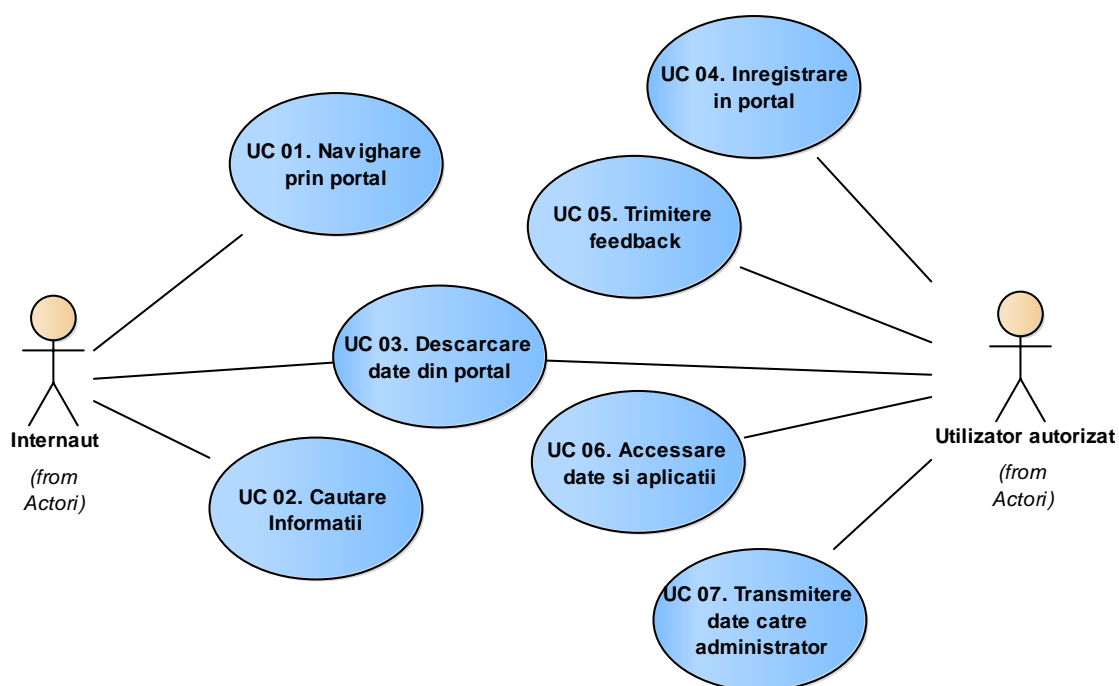 UC 04. Inregistrare
in portal
UC 01. Navighare
prin portal
UC 05. Trimitere
feedback
UC 03. Descarcare
date din portal
Internaut
(from
Actori)
Utilizator autorizat
(from
Actori)
UC 06. Accessare
date si aplicatii
UC 02. Cautare
Informatii
UC 07. Transmitere
date catre
administrator